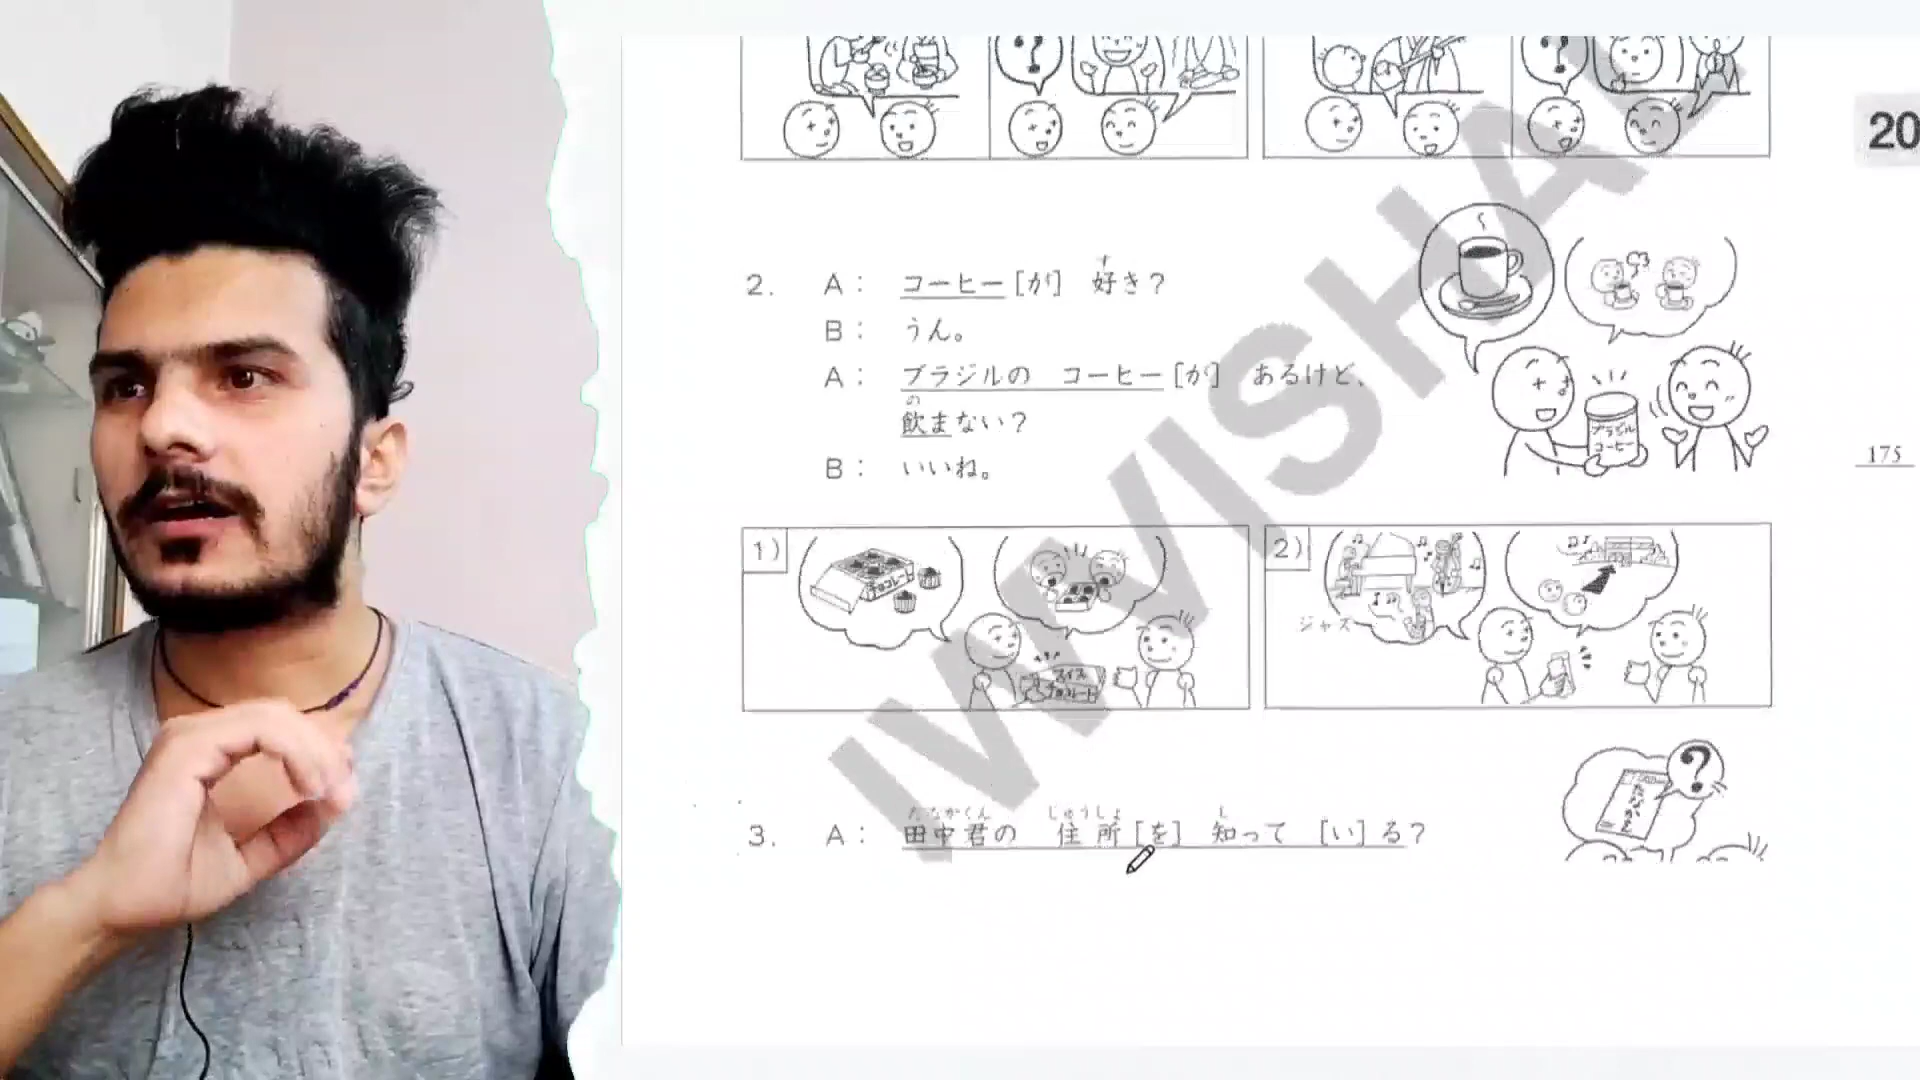 20
2. A： コーヒー［が］ 好き？
す
B： うん。
A： ブラジルの コーヒー［が］ あるけど、
の
飲まない？
B： いいね。
ブラジル
コーヒー
175
1)
チョコレート
スイス
チョコレート
2)
ジャズ
たなかくん じゅうしょ し
3. A： 田中君の 住所［を］ 知って ［い］る？
IWVISHAL